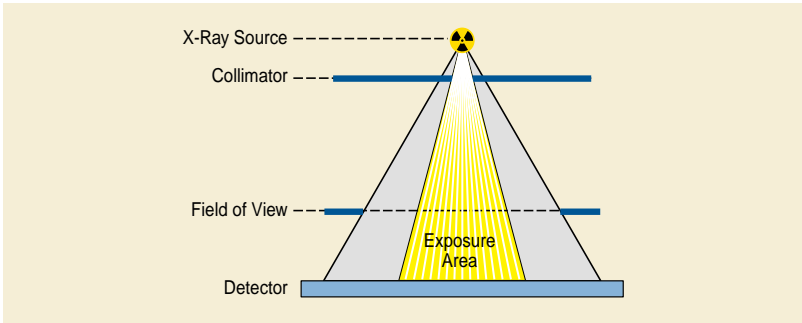 X-Ray Source
Collimator
Field of View
Exposure
Area
Detector